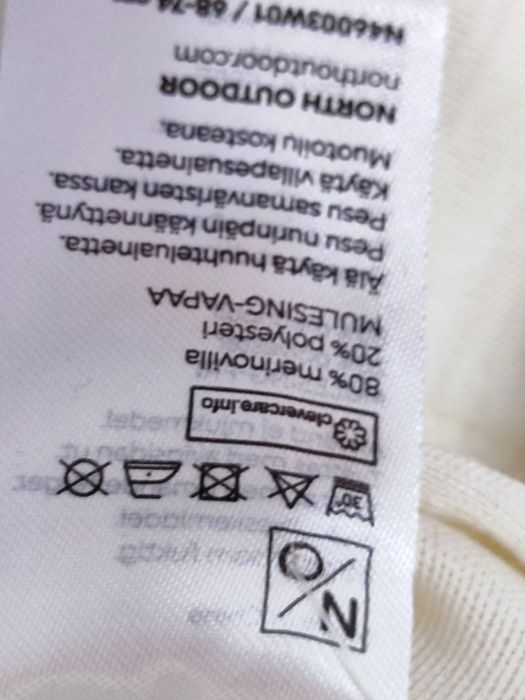 N/O
30°
clevercare.info
80% merinovilla
20% polyesteri
MULESING-VAPAA
Älä käytä huuhteluainetta.
Pesu nurinpäin käännettynä.
Pesu samanväristen kanssa.
Käytä villapesuainetta.
Muotoilu kosteana.
NORTH OUTDOOR
northoutdoor.com
N46003W01 / 68-74